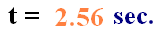 t = 2.56 sec.